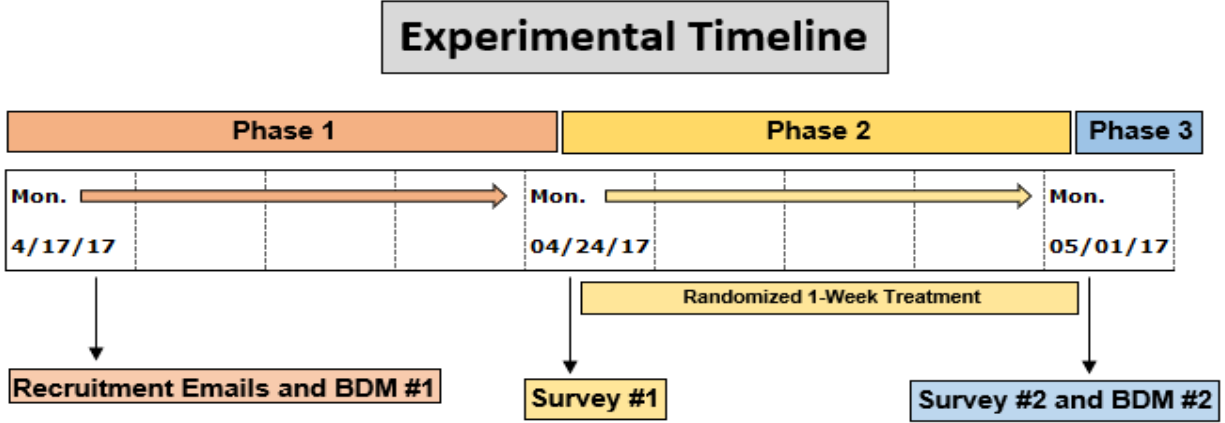 Experimental Timeline
Phase 1
Phase 2
Phase 3
Mon.
4/17/17
Mon.
04/24/17
Mon.
05/01/17
Randomized 1-Week Treatment
Recruitment Emails and BDM #1
Survey #1
Survey #2 and BDM #2